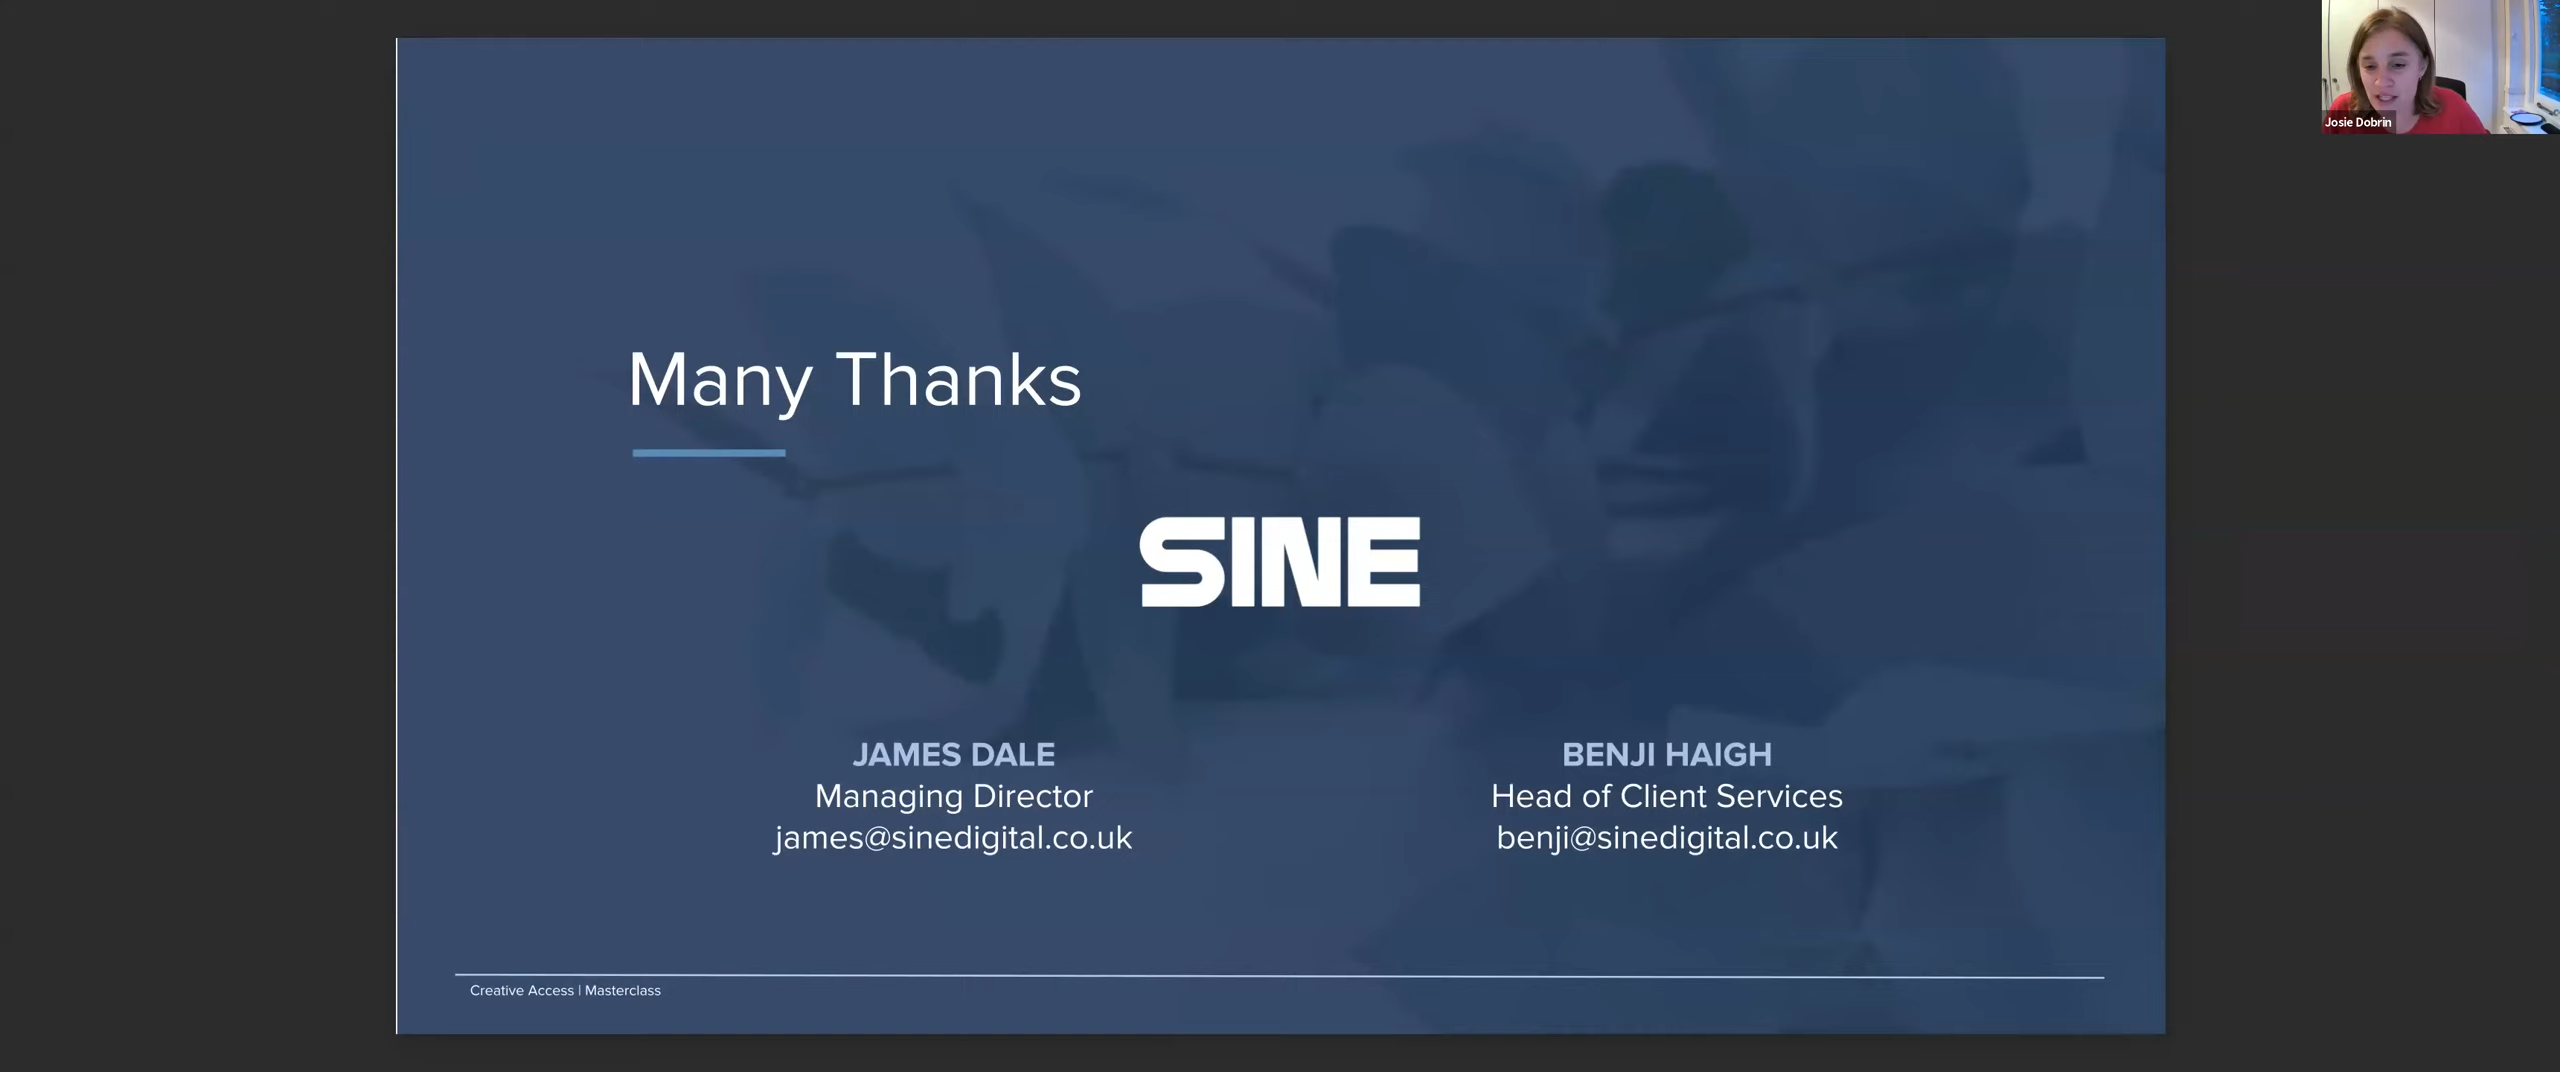 Josie Dobrin
Many Thanks
SINE
JAMES DALE
Managing Director
james@sinedigital.co.uk
BENJI HAIGH
Head of Client Services
benji@sinedigital.co.uk
Creative Access | Masterclass